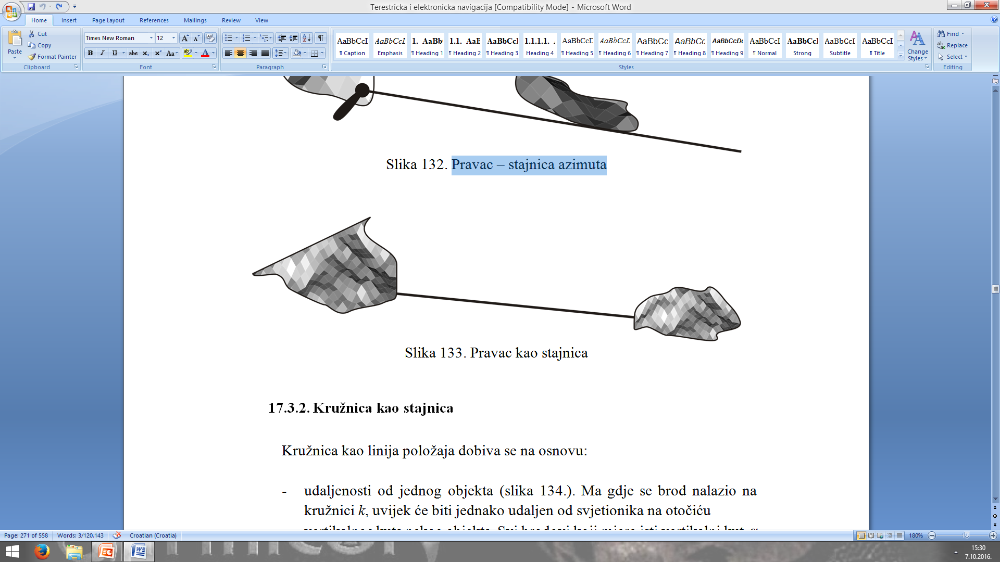 Terestricka i elektronicka navigacija [Compatibility Mode] - Microsoft Word
Home Insert Page Layout References Mailings Review View
Paste
Cut
Copy
Format Painter
Clipboard
Times New Roman 12
Font
Paragraph
AaBbCcI AaBbCcL 1. AaBb 1.1. AaB AaBbCcI 1.1.1.1. AaBbCcI AaBbCcL AaBbCc AaBbCc AaBbCcDc AaBbCcI AaBbCcI AaBbCcI AaBbCcI
¶ Caption Emphasis ¶ Heading 1 ¶ Heading 2 ¶ Heading 3 Heading 4 ¶ Heading 5 ¶ Heading 6 ¶ Heading 7 ¶ Heading 8 ¶ Heading 9 ¶ Normal Strong Subtitle ¶ Title
Change Styles
Styles
Find
Replace
Select
Editing
Slika 132. Pravac – stajnica azimuta
Slika 133. Pravac kao stajnica
17.3.2. Kružnica kao stajnica
Kružnica kao linija položaja dobiva se na osnovu:
- udaljenosti od jednog objekta (slika 134.). Ma gdje se brod nalazio na
kružnici k, uvijek će biti jednako udaljen od svjetionika na otočiću
Page: 271 of 558 Words: 3/120.143 Croatian (Croatia) 180%
15:30
7.10.2016.